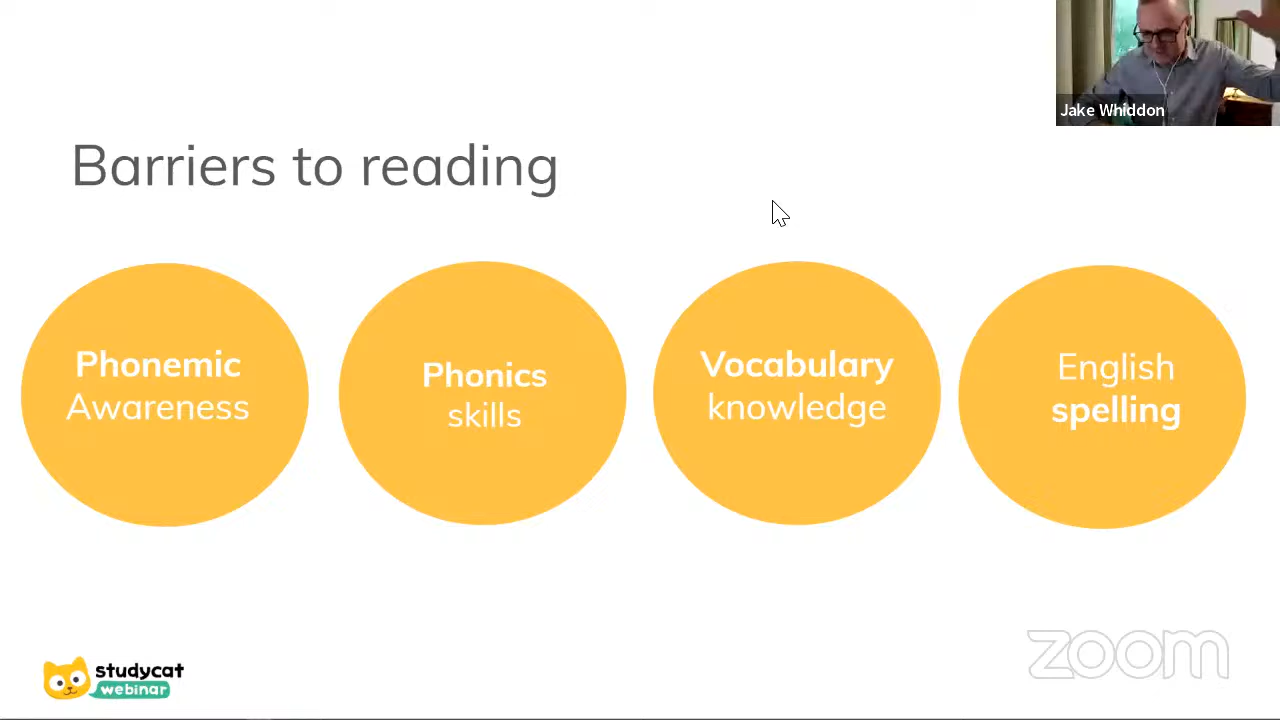 Jake Whiddon
Barriers to reading
Phonemic
Awareness
Phonics
skills
Vocabulary
knowledge
English
spelling
studycat
webinar
zoom